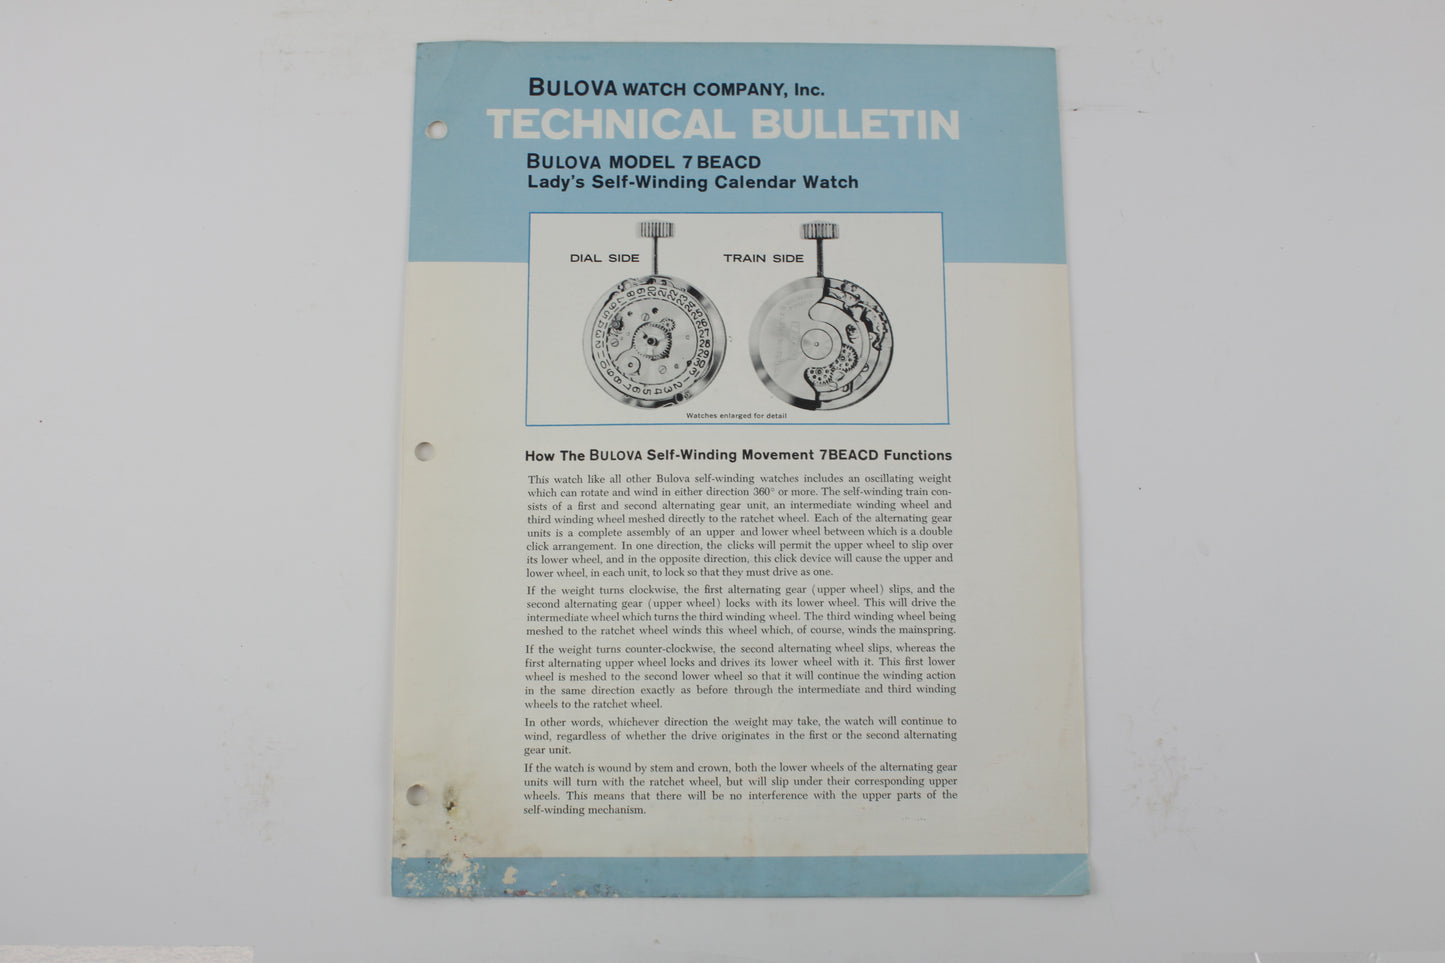 BULOVA WATCH COMPANY, Inc.
TECHNICAL BULLETIN
BULOVA MODEL 7 BEACD
Lady's Self-Winding Calendar Watch
DIAL SIDE
TRAIN SIDE
Watches enlarged for detail
How The BULOVA Self-Winding Movement 7BEACD Functions
This watch like all other Bulova self-winding watches includes an oscillating weight
which can rotate and wind in either direction 360° or more. The self-winding train con-
sists of a first and second alternating gear unit, an intermediate winding wheel and
third winding wheel meshed directly to the ratchet wheel. Each of the alternating gear
units is a complete assembly of an upper and lower wheel between which is a double
click arrangement. In one direction, the clicks will permit the upper wheel to slip over
its lower wheel, and in the opposite direction, this click device will cause the upper and
lower wheel, in each unit, to lock so that they must drive as one.
If the weight turns clockwise, the first alternating gear (upper wheel) slips, and the
second alternating gear (upper wheel) locks with its lower wheel. This will drive the
intermediate wheel which turns the third winding wheel. The third winding wheel being
meshed to the ratchet wheel winds this wheel which, of course, winds the mainspring.
If the weight turns counter-clockwise, the second alternating wheel slips, whereas the
first alternating upper wheel locks and drives its lower wheel with it. This first lower
wheel is meshed to the second lower wheel so that it will continue the winding action
in the same direction exactly as before through the intermediate and third winding
wheels to the ratchet wheel.
In other words, whichever direction the weight may take, the watch will continue to
wind, regardless of whether the drive originates in the first or the second alternating
gear unit.
If the watch is wound by stem and crown, both the lower wheels of the alternating gear
units will turn with the ratchet wheel, but will slip under their corresponding upper
wheels. This means that there will be no interference with the upper parts of the
self-winding mechanism.